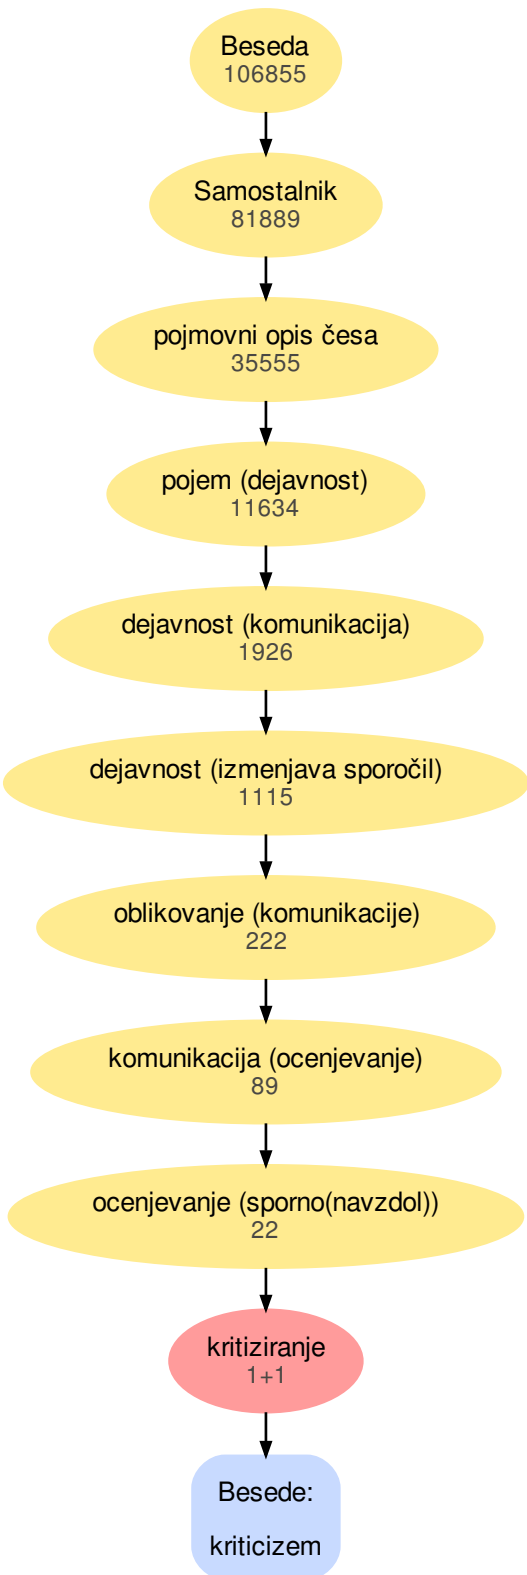 Beseda
106855
Samostalnik
81889
pojmovni opis česa
35555
pojem (dejavnost)
11634
dejavnost (komunikacija)
1926
dejavnost (izmenjava sporočil)
1115
oblikovanje (komunikacije)
222
komunikacija (ocenjevanje)
89
ocenjevanje (sporno(navzdol))
22
kritiziranje
1+1
Besede:
kriticizem